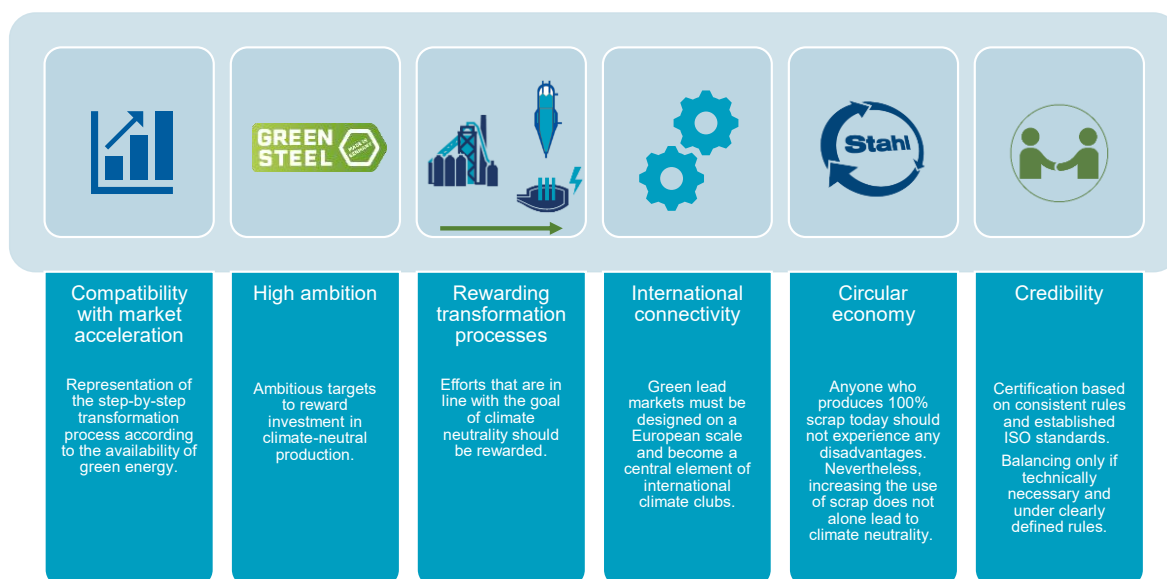 GREEN
STEEL
MADE IN
GERMANY
Stahl
Compatibility
with market
acceleration
Representation of
the step-by-step
transformation
process according
to the availability of
green energy.
High ambition
Ambitious targets
to reward
investment in
climate-neutral
production.
Rewarding
transformation
processes
Efforts that are in
line with the goal
of climate
neutrality should
be rewarded.
International
connectivity
Green lead
markets must be
designed on a
European scale
and become a
central element of
international
climate clubs.
Circular
economy
Anyone who
produces 100%
scrap today should
not experience any
disadvantages.
Nevertheless,
increasing the use
of scrap does not
alone lead to
climate neutrality.
Credibility
Certification based
on consistent rules
and established
ISO standards.
Balancing only if
technically
necessary and
under clearly
defined rules.